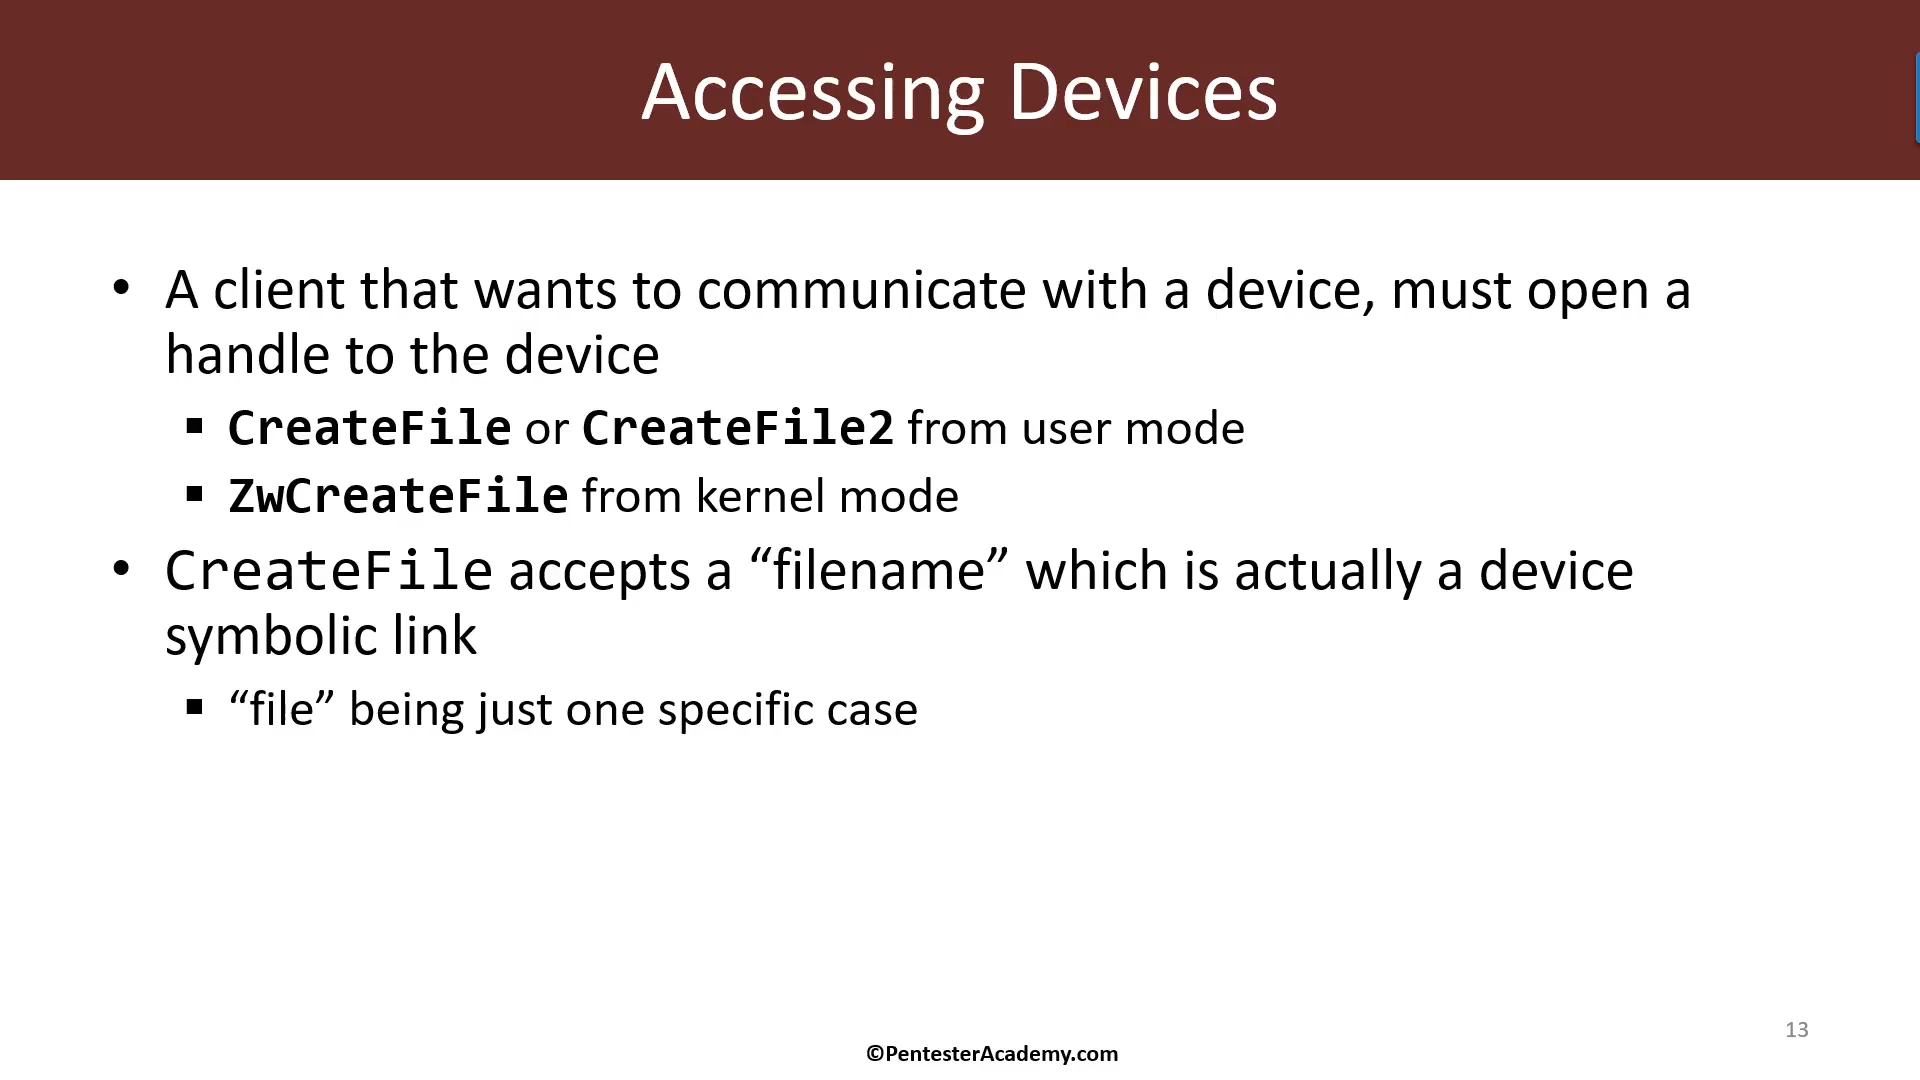 Accessing Devices
• A client that wants to communicate with a device, must open a
handle to the device
▪ CreateFile or CreateFile2 from user mode
▪ ZwCreateFile from kernel mode
• CreateFile accepts a “filename” which is actually a device
symbolic link
▪ “file” being just one specific case
13
©PentesterAcademy.com